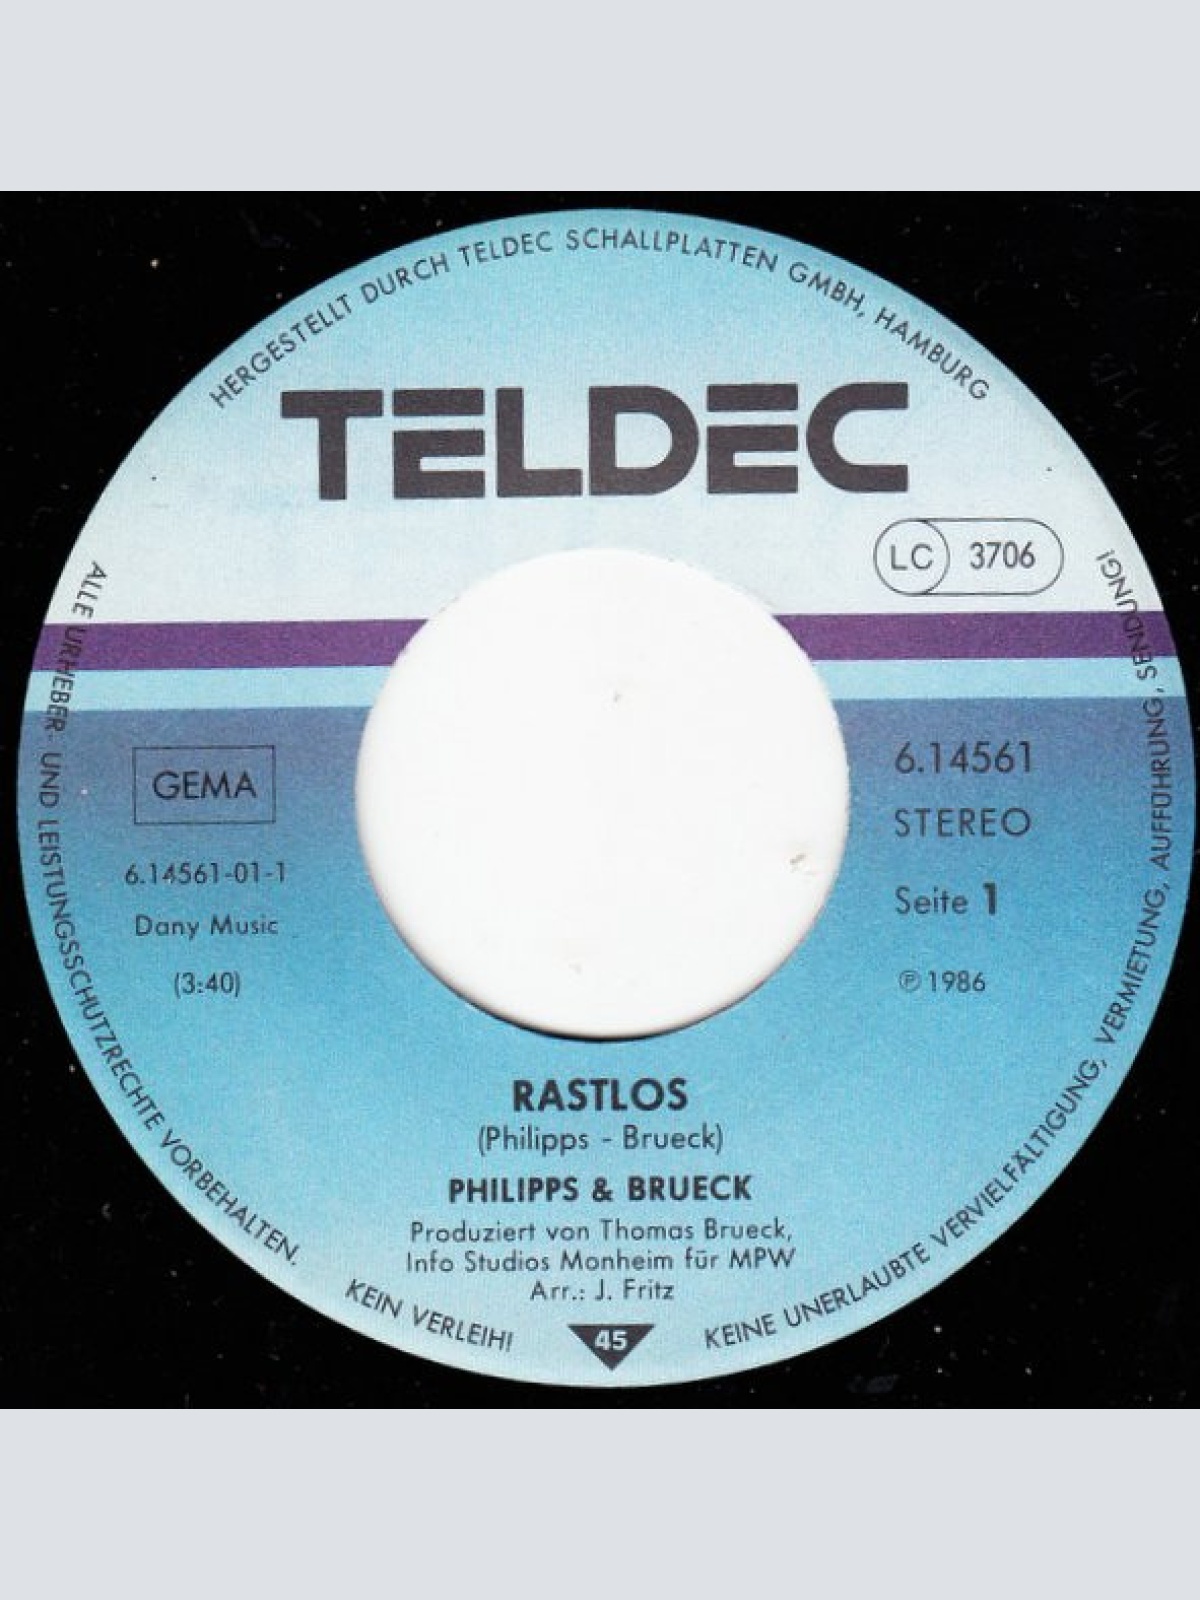 HERGESTELLT DURCH TELDEC SCHALLPLATTEN GMBH, HAMBURG
TELDEC
LC 3706
GEMA
6.14561-01-1
Dany Music
(3:40)
6.14561
STEREO
Seite 1
℗ 1986
RASTLOS
(Philipps - Brueck)
PHILIPPS & BRUECK
Produziert von Thomas Brueck,
Info Studios Monheim für MPW
Arr.: J. Fritz
45
ALLE URHEBER- UND LEISTUNGSSCHUTZRECHTE VORBEHALTEN.
KEIN VERLEIH!
KEINE UNERLAUBTE VERVIELFÄLTIGUNG, VERMIETUNG, AUFFÜHRUNG, SENDUNG!